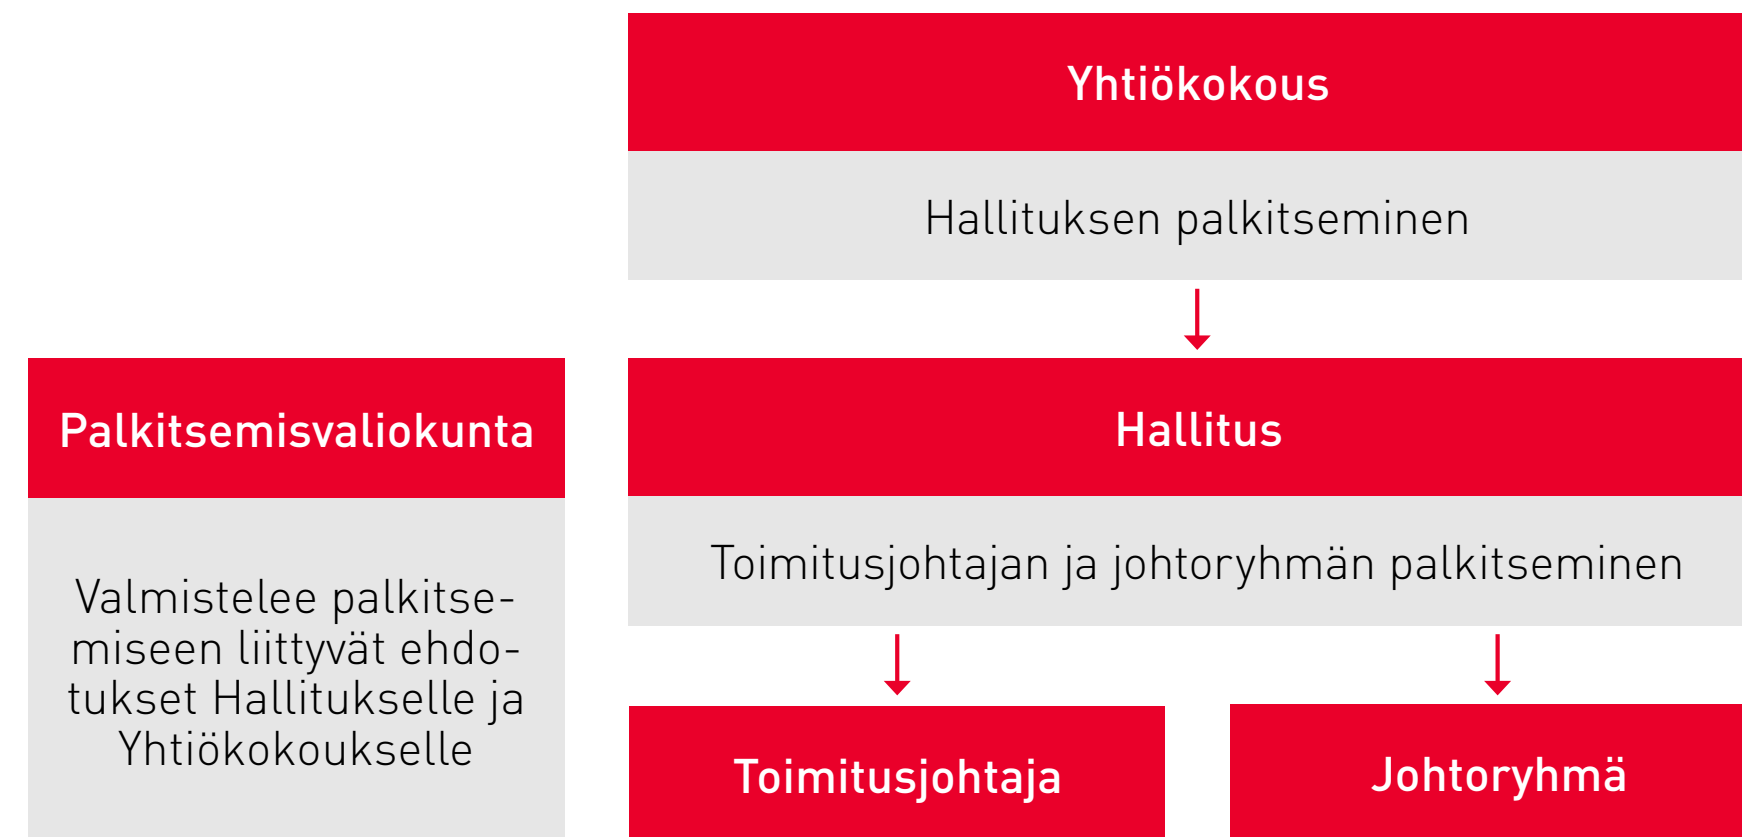 Yhtiökokous
Hallituksen palkitseminen
Palkitsemisvaliokunta
Valmistelee palkitse-
miseen liittyvät ehdo-
tukset Hallitukselle ja
Yhtiökokoukselle
Hallitus
Toimitusjohtajan ja johtoryhmän palkitseminen
Toimitusjohtaja
Johtoryhmä